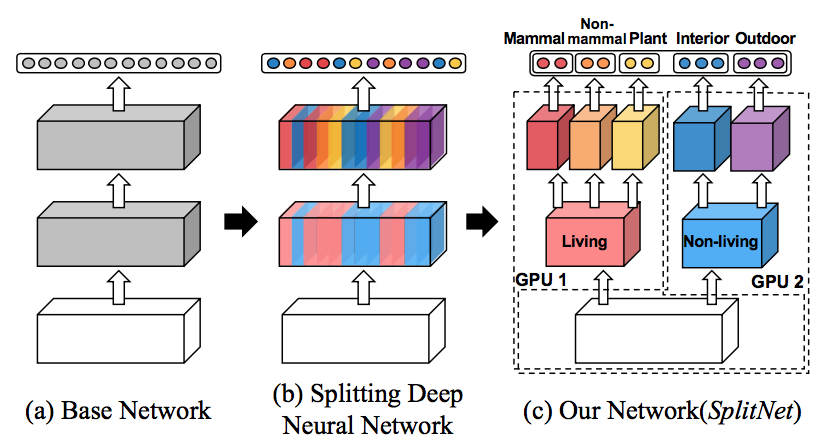 Mammal
Non-
mammal
Plant
Interior
Outdoor
Living
Non-living
GPU 1
GPU 2
(a) Base Network
(b) Splitting Deep
Neural Network
(c) Our Network(SplitNet)